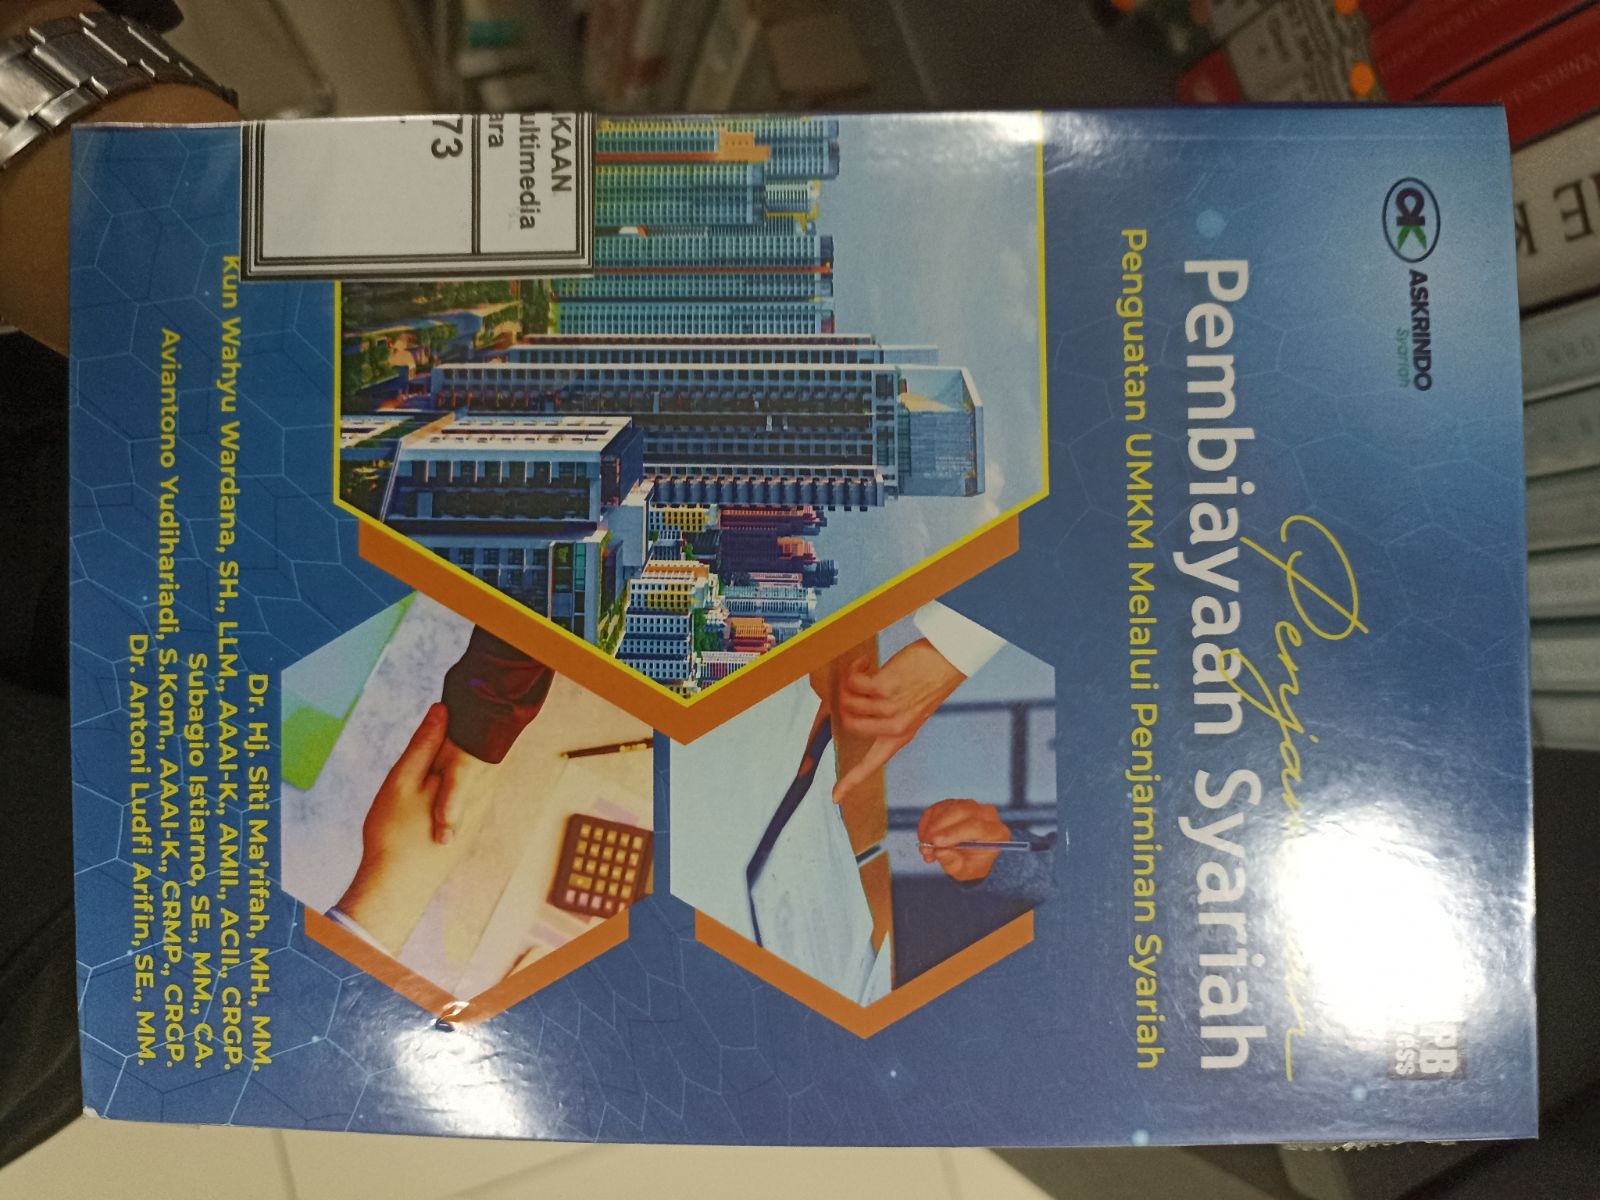 ASKRINDO
Syariah
PB
ess
Penjaminan
Pembiayaan Syariah
Penguatan UMKM Melalui Penjaminan Syariah
KAAN
ultimedia
ara
73
Dr. Hj. Siti Ma'rifah, MH., MM.
Kun Wahyu Wardana, SH., LLM., AAAI-K., AMII., ACII., CRGP.
Subagio Istiarno, SE., MM., CA.
Aviantono Yudihariadi, S.Kom., AAAI-K., CRMP., CRGP.
Dr. Antoni Ludfi Arifin, SE., MM.